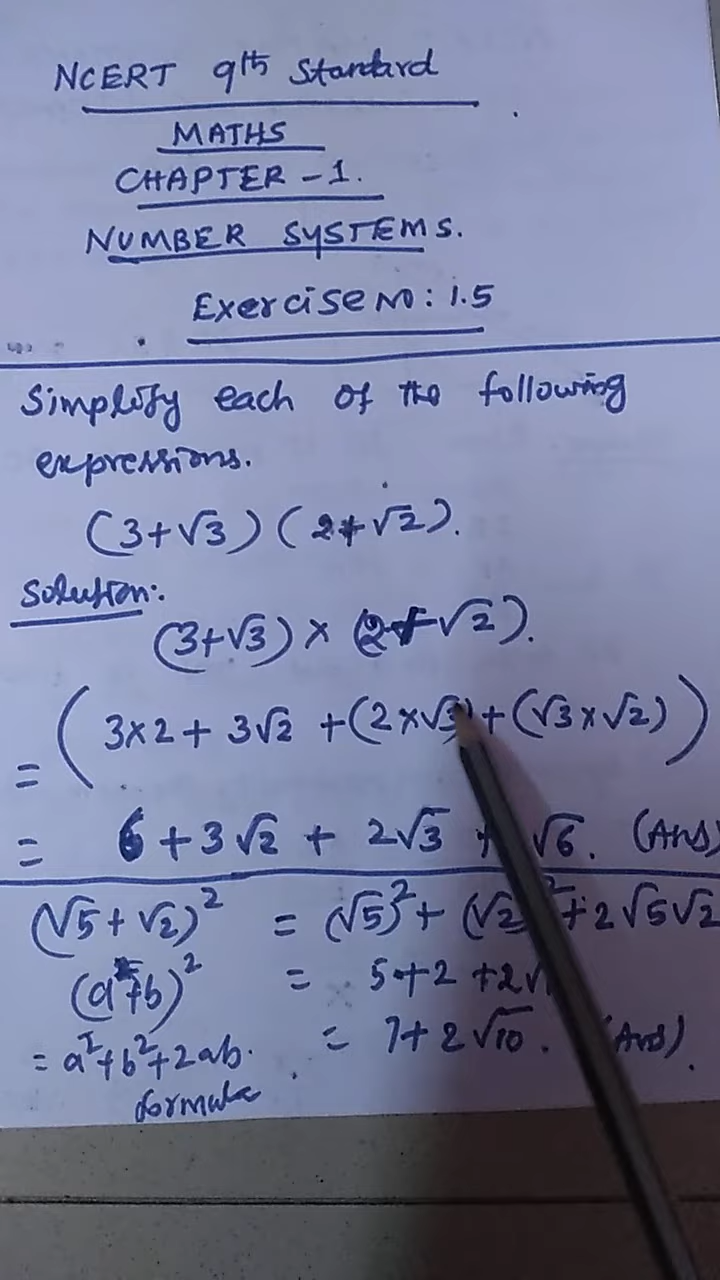 NCERT 9th Standard
MATHS
CHAPTER - 1.
NUMBER SYSTEMS.
Exercise NO: 1.5
Simplify each of the following
expressions.
(3+√3)(2+√2).
Solution:
(3+√3) × (2+√2).
= (3×2 + 3√2 + (2×√3) + (√3×√2))
= 6 + 3√2 + 2√3 + √6. (Ans)
(√5+√2)² = (√5)² + (√2)² + 2√5√2
(a+b)² = 5+2+2√
= a²+b²+2ab. = 7+2√10. (Ans).
formula